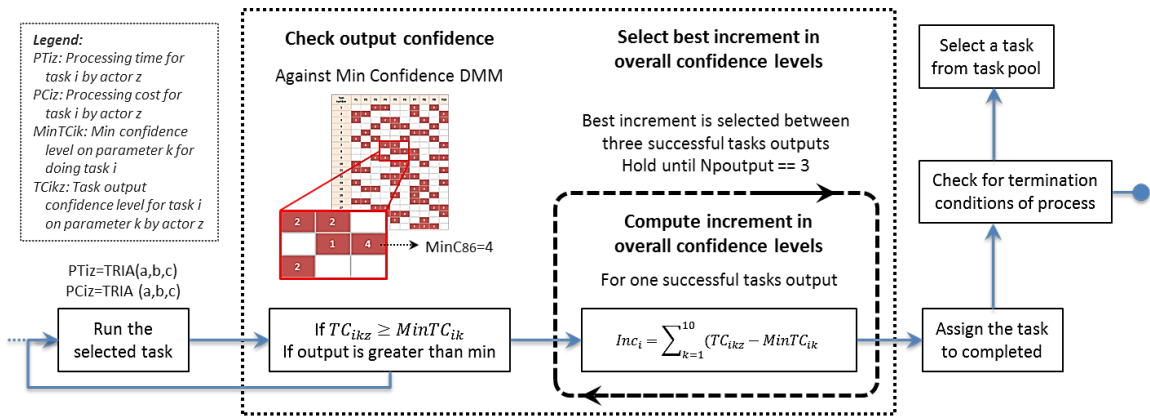 Legend:
PTiz: Processing time for
task i by actor z
PCiz: Processing cost for
task i by actor z
MinTCik: Min confidence
level on parameter k for
doing task i
TCikz: Task output
confidence level for task i
on parameter k by actor z
PTiz=TRIA(a,b,c)
PCiz=TRIA (a,b,c)
Run the
selected task
Check output confidence
Against Min Confidence DMM
2 2
1 4
2
MinC86=4
If TCikz ≥ MinTCik
If output is greater than min
Select best increment in
overall confidence levels
Best increment is selected between
three successful tasks outputs
Hold until Npoutput == 3
Compute increment in
overall confidence levels
For one successful tasks output
Inci = ∑k=1 10 (TCikz − MinTCik
Select a task
from task pool
Check for termination
conditions of process
Assign the task
to completed